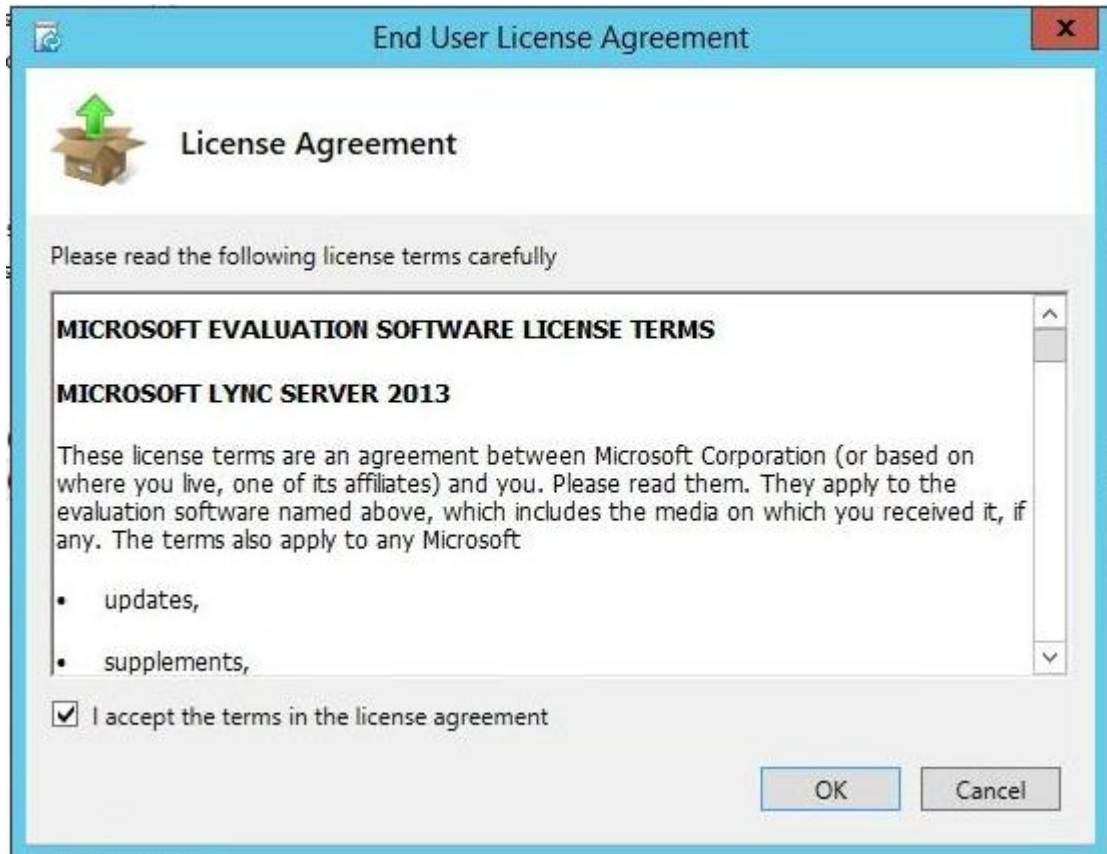 End User License Agreement
x
License Agreement
Please read the following license terms carefully
MICROSOFT EVALUATION SOFTWARE LICENSE TERMS
MICROSOFT LYNC SERVER 2013
These license terms are an agreement between Microsoft Corporation (or based on
where you live, one of its affiliates) and you. Please read them. They apply to the
evaluation software named above, which includes the media on which you received it, if
any. The terms also apply to any Microsoft
• updates,
• supplements,
I accept the terms in the license agreement
OK
Cancel